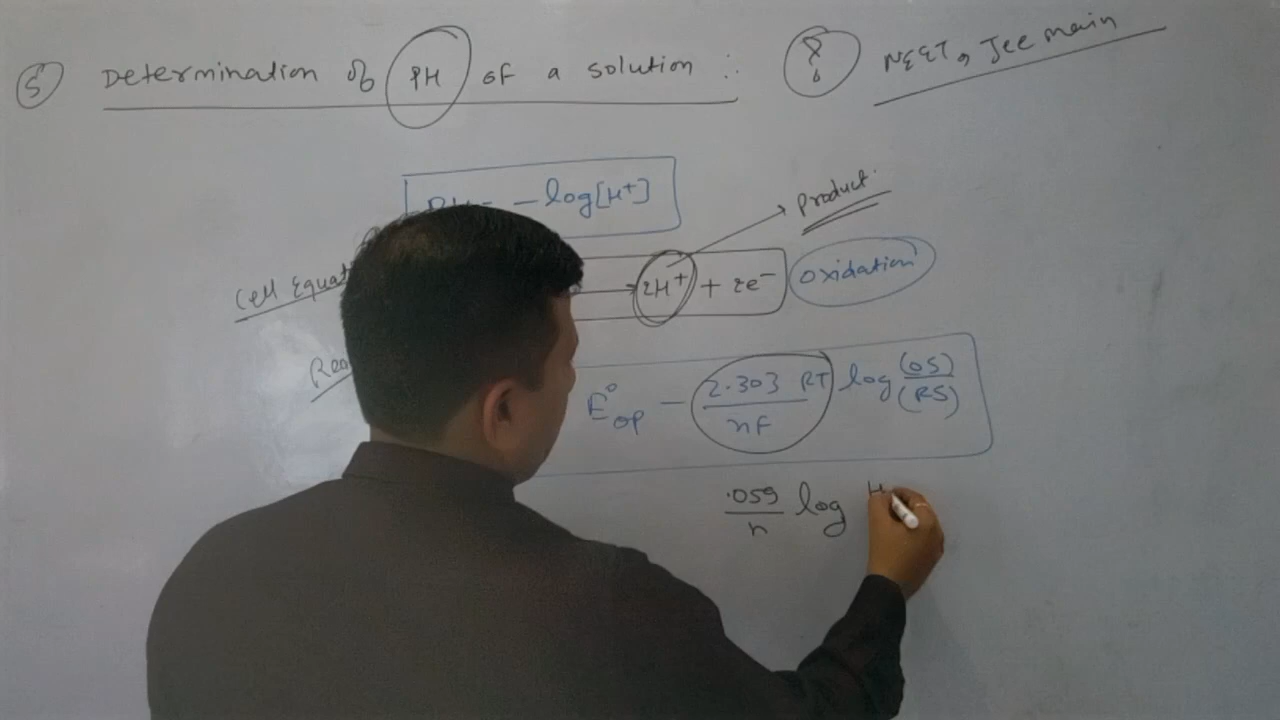 5 Determination of PH of a solution :. 8 NEET, Jee main
PH = - log[H+]
Product.
Cell Equat 2H+ + 2e- Oxidation
E°op - 2.303 RT/nF log (OS)/(RS)
.059/n log H